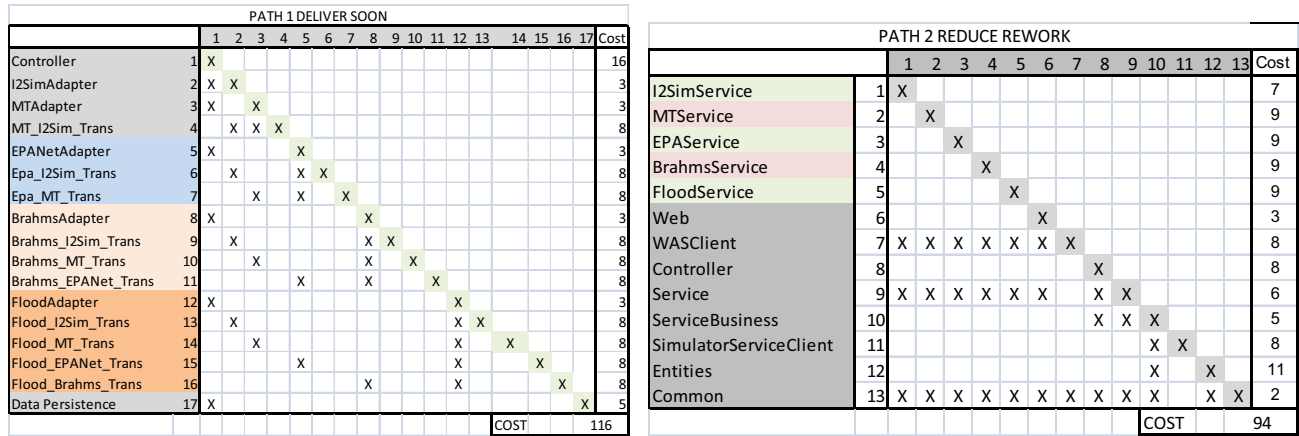 PATH 1 DELIVER SOON
1 2 3 4 5 6 7 8 9 10 11 12 13 14 15 16 17 Cost
Controller 1 X 16
I2SimAdapter 2 X X 3
MTAdapter 3 X X 3
MT_I2Sim_Trans 4 X X X 8
EPANetAdapter 5 X X 3
Epa_I2Sim_Trans 6 X X X 8
Epa_MT_Trans 7 X X X 8
BrahmsAdapter 8 X X 3
Brahms_I2Sim_Trans 9 X X X 8
Brahms_MT_Trans 10 X X X 8
Brahms_EPANet_Trans 11 X X X 8
FloodAdapter 12 X X 3
Flood_I2Sim_Trans 13 X X X 8
Flood_MT_Trans 14 X X X 8
Flood_EPANet_Trans 15 X X X 8
Flood_Brahms_Trans 16 X X X 8
Data Persistence 17 X X 5
COST 116
PATH 2 REDUCE REWORK
1 2 3 4 5 6 7 8 9 10 11 12 13 Cost
I2SimService 1 X 7
MTService 2 X 9
EPAService 3 X 9
BrahmsService 4 X 9
FloodService 5 X 9
Web 6 X 3
WASClient 7 X X X X X X X 8
Controller 8 X 8
Service 9 X X X X X X X X 6
ServiceBusiness 10 X X X 5
SimulatorServiceClient 11 X X 8
Entities 12 X X 11
Common 13 X X X X X X X X X X X X 2
COST 94